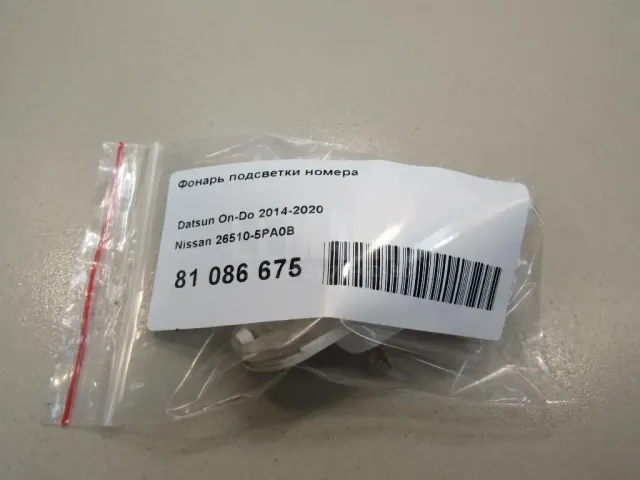 Фонарь подсветки номера
Datsun On-Do 2014-2020
Nissan 26510-5PA0B
81 086 675